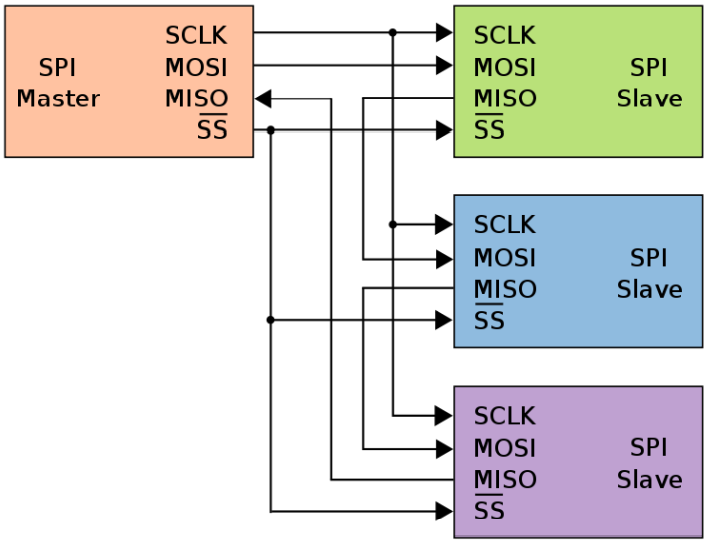 SCLK
SPI MOSI
Master MISO
SS
SCLK
MOSI SPI
MISO Slave
SS
SCLK
MOSI SPI
MISO Slave
SS
SCLK
MOSI SPI
MISO Slave
SS